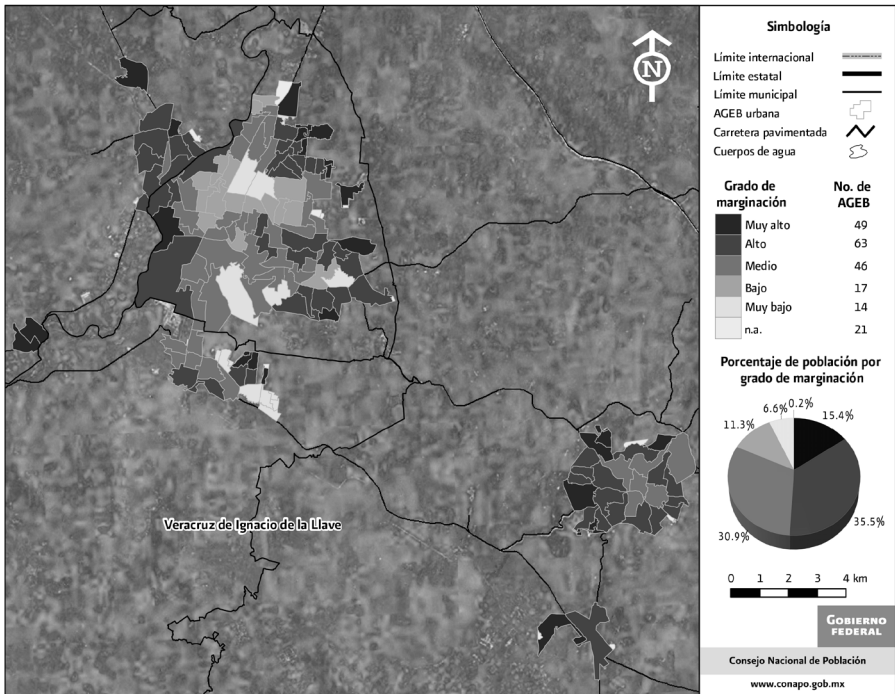 N
Veracruz de Ignacio de la Llave
Simbología
Límite internacional
Límite estatal
Límite municipal
AGEB urbana
Carretera pavimentada
Cuerpos de agua
Grado de marginación No. de AGEB
Muy alto 49
Alto 63
Medio 46
Bajo 17
Muy bajo 14
n.a. 21
Porcentaje de población por
grado de marginación
11.3% 6.6% 0.2% 15.4%
30.9% 35.5%
0 1 2 3 4 km
GOBIERNO
FEDERAL
Consejo Nacional de Población
www.conapo.gob.mx